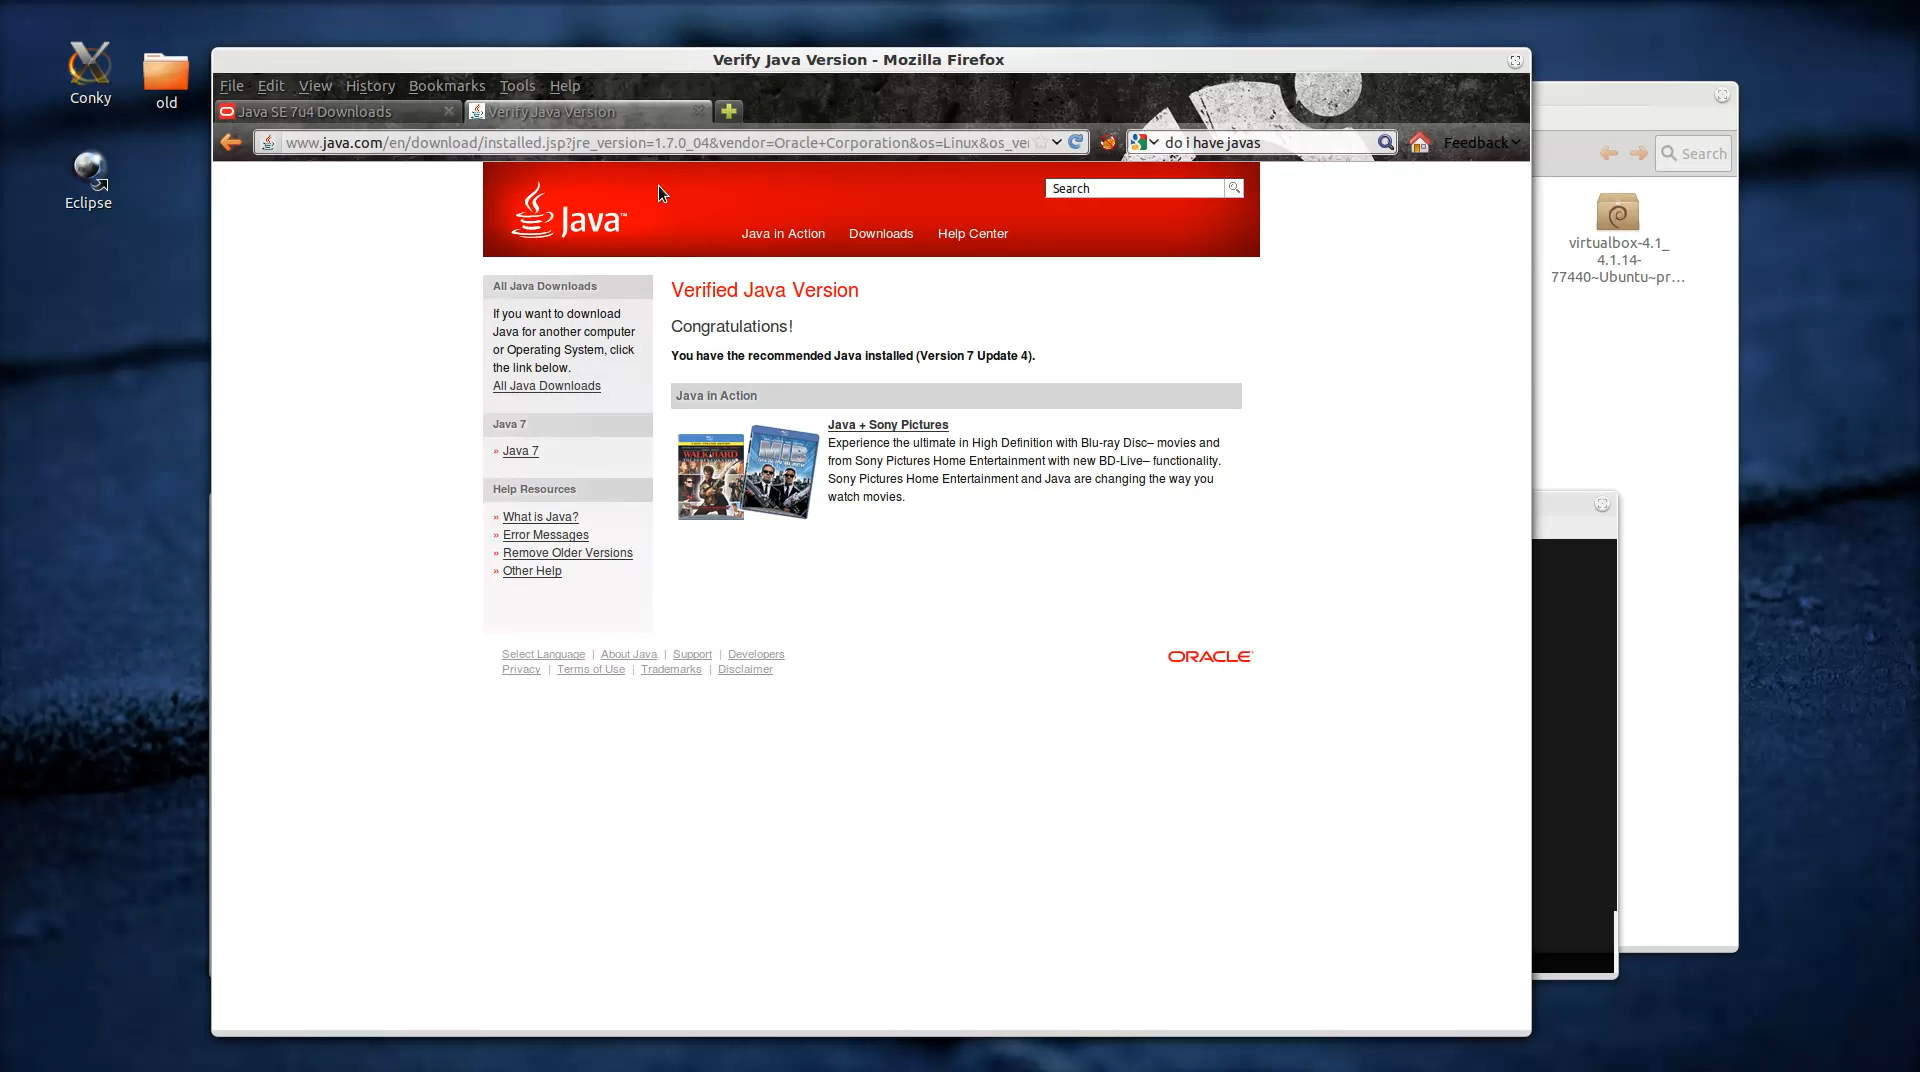 Conky
old
Eclipse
Verify Java Version - Mozilla Firefox
File Edit View History Bookmarks Tools Help
Java SE 7u4 Downloads
Verify Java Version
www.java.com/en/download/installed.jsp?jre_version=1.7.0_04&vendor=Oracle+Corporation&os=Linux&os_ve
do i have javas
Feedback
Java™
Search
Java in Action Downloads Help Center
All Java Downloads
If you want to download
Java for another computer
or Operating System, click
the link below.
All Java Downloads
Java 7
» Java 7
Help Resources
» What is Java?
» Error Messages
» Remove Older Versions
» Other Help
Verified Java Version
Congratulations!
You have the recommended Java installed (Version 7 Update 4).
Java in Action
WALK HARD
MIB
Java + Sony Pictures
Experience the ultimate in High Definition with Blu-ray Disc– movies and
from Sony Pictures Home Entertainment with new BD-Live– functionality.
Sony Pictures Home Entertainment and Java are changing the way you
watch movies.
Select Language | About Java | Support | Developers
Privacy | Terms of Use | Trademarks | Disclaimer
ORACLE
Search
virtualbox-4.1_
4.1.14-
77440~Ubuntu~pr...